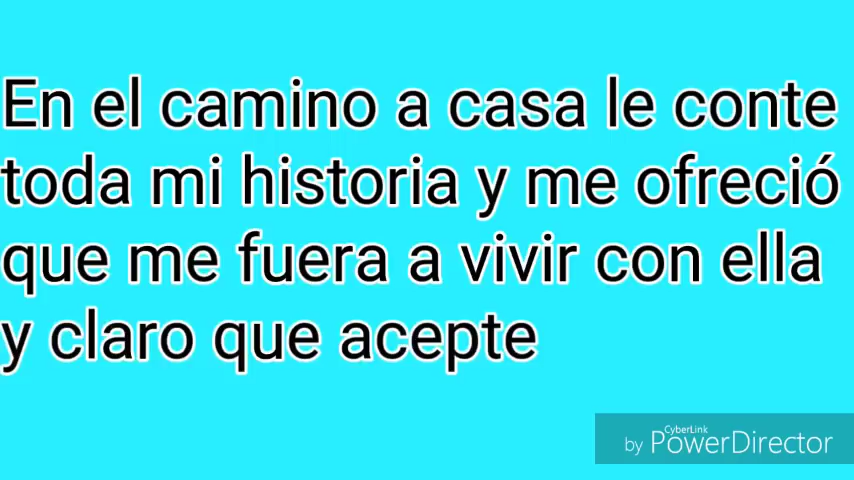 En el camino a casa le conte
toda mi historia y me ofreció
que me fuera a vivir con ella
y claro que acepte
CyberLink
by PowerDirector